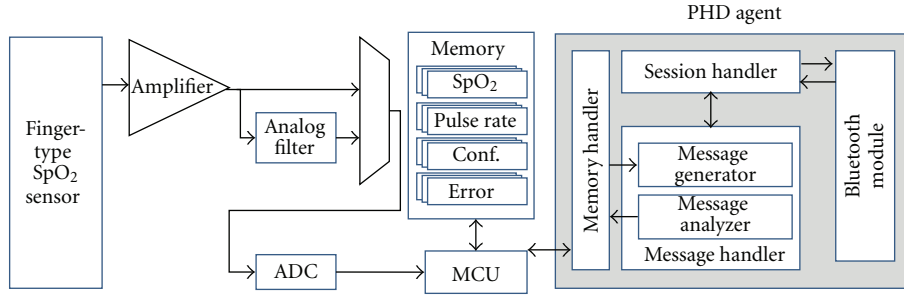 PHD agent
Finger-
type
SpO₂
sensor
Amplifier
Analog
filter
ADC
Memory
SpO₂
Pulse rate
Conf.
Error
MCU
Memory handler
Session handler
Message
generator
Message
analyzer
Message handler
Bluetooth
module